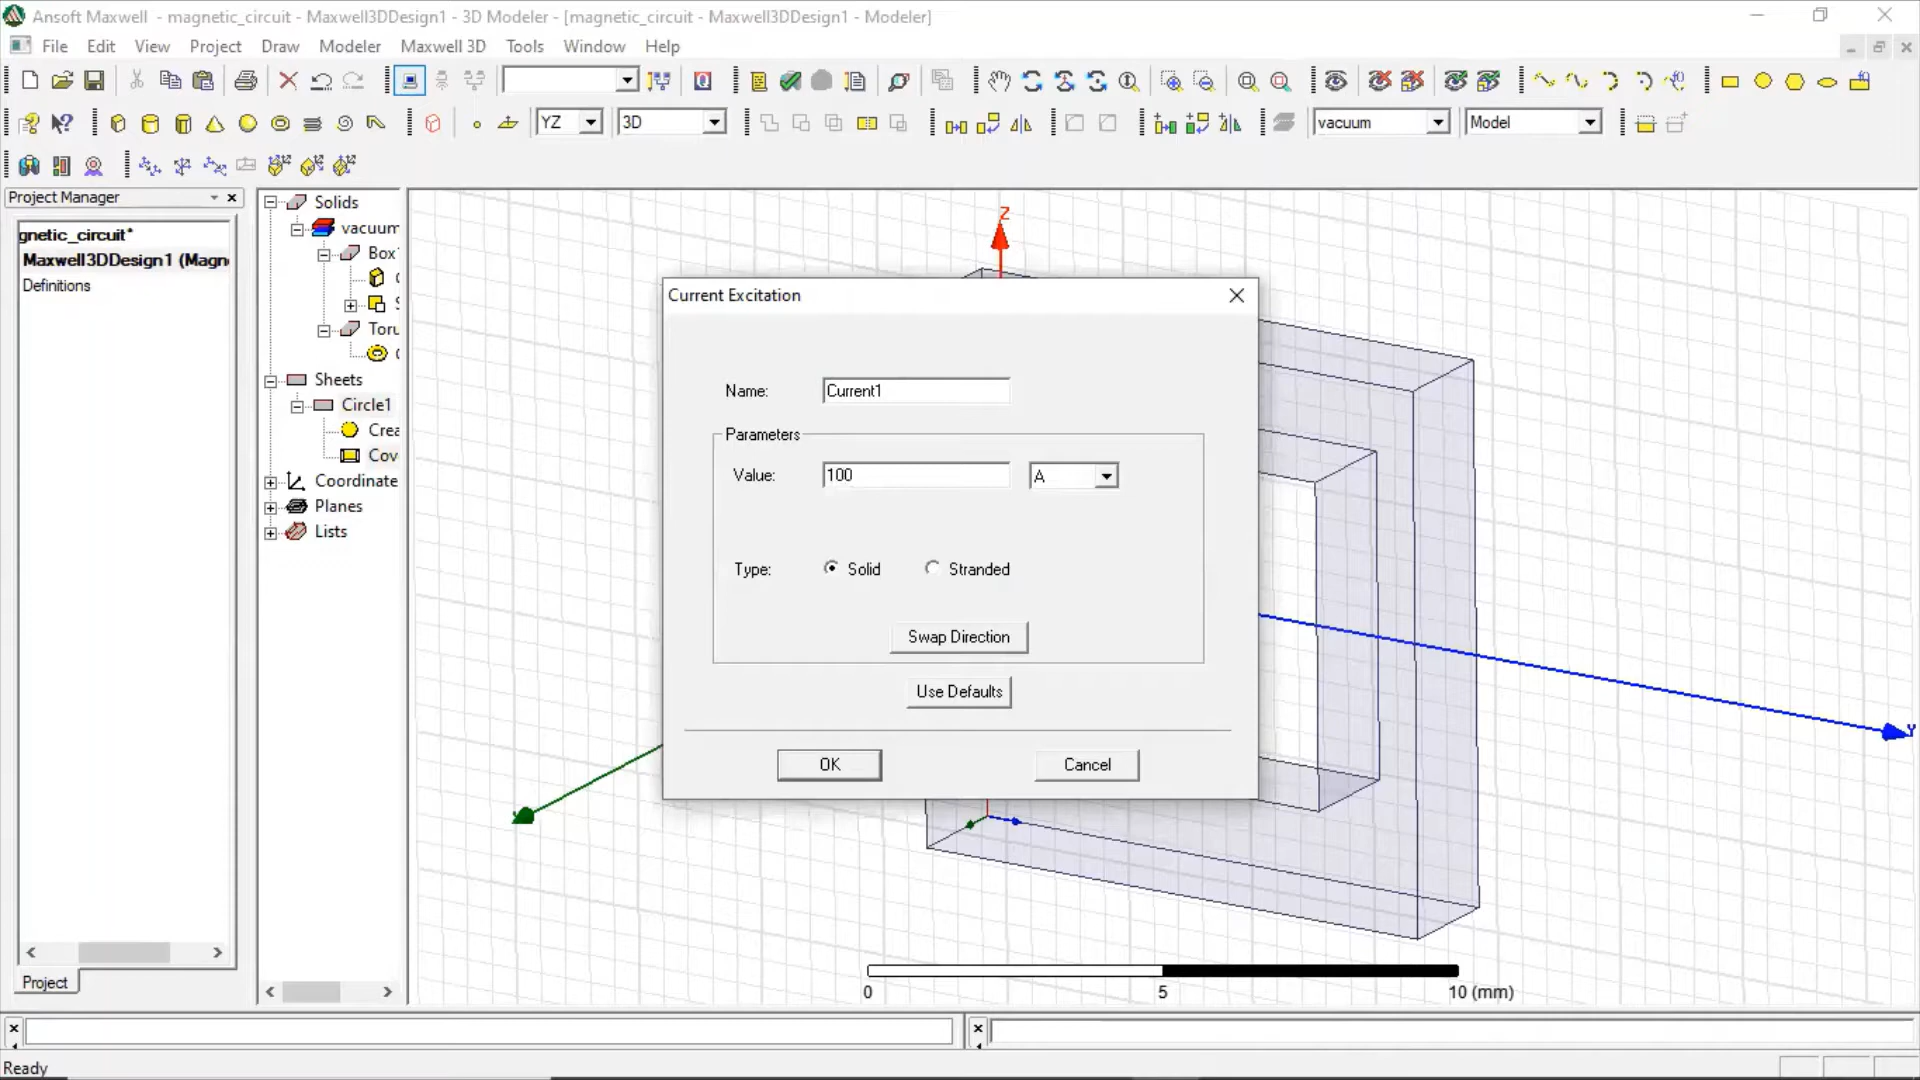 Ansoft Maxwell - magnetic_circuit - Maxwell3DDesign1 - 3D Modeler - [magnetic_circuit - Maxwell3DDesign1 - Modeler]
File Edit View Project Draw Modeler Maxwell 3D Tools Window Help
YZ 3D vacuum Model
Project Manager
gnetic_circuit*
Maxwell3DDesign1 (Magn
Definitions
Project
Solids
vacuum
Box
Toru
Sheets
Circle1
Crea
Cov
Coordinate
Planes
Lists
Z
Current Excitation
Name: Current1
Parameters
Value: 100 A
Type: Solid Stranded
Swap Direction
Use Defaults
OK Cancel
Y
0 5 10 (mm)
Ready